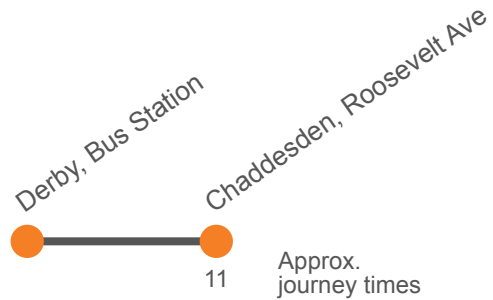 Derby, Bus Station
Chaddesden, Roosevelt Ave
11
Approx.
journey times